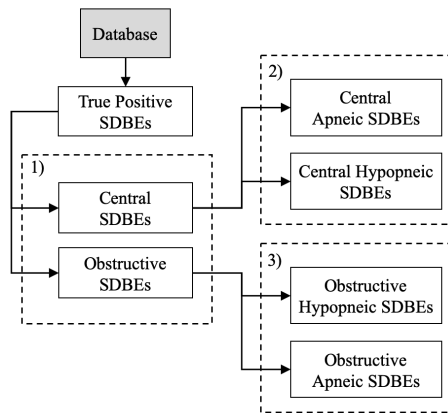 Database
True Positive
SDBEs
1)
Central
SDBEs
Obstructive
SDBEs
2)
Central
Apneic SDBEs
Central Hypopneic
SDBEs
3)
Obstructive
Hypopneic SDBEs
Obstructive
Apneic SDBEs